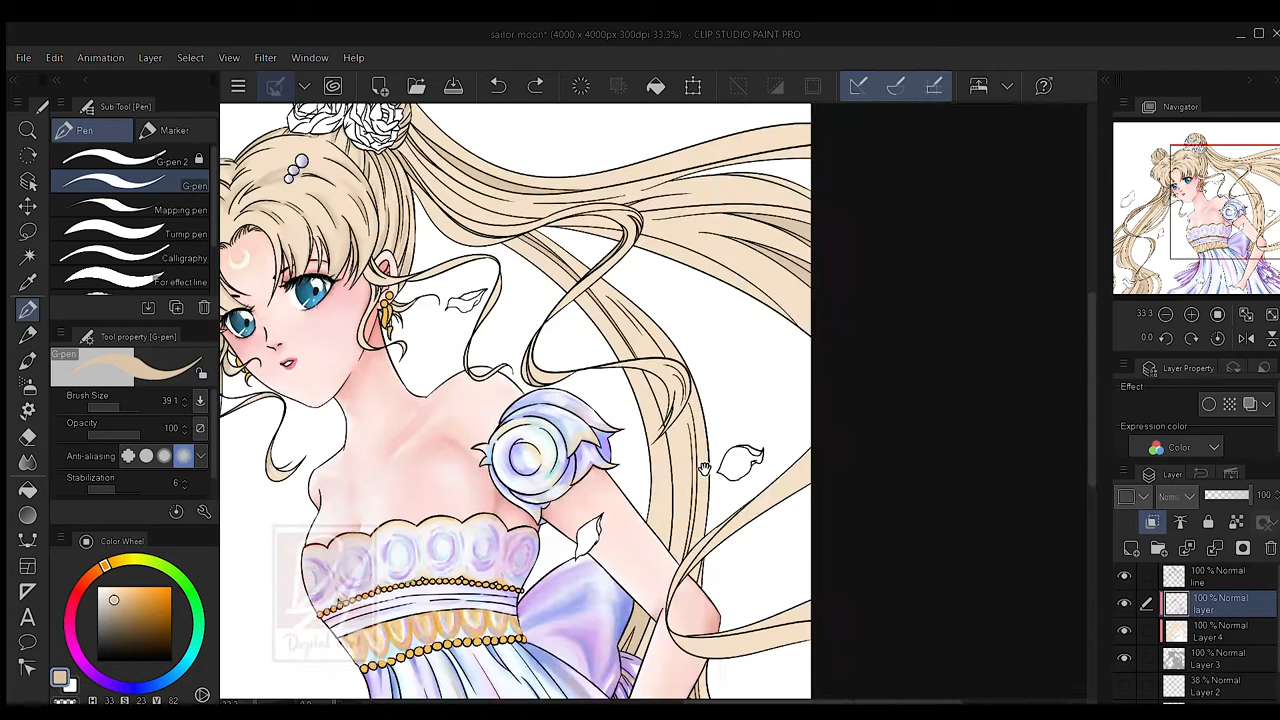 sailor moon* (4000 x 4000px 300dpi 33.3%) - CLIP STUDIO PAINT PRO
File Edit Animation Layer Select View Filter Window Help
Sub Tool [Pen]
Pen Marker
G-pen 2
G-pen
Mapping pen
Turnip pen
Calligraphy
For effect line
Tool property [G-pen]
G-pen
Brush Size 39.1
Opacity 100
Anti-aliasing
Stabilization 6
Color Wheel
H 33 S 23 V 82
Navigator
33.3
0.0
Layer Property
Effect
Expression color
Color
Layer
100
100 % Normal
line
100 % Normal
layer
100 % Normal
Layer 4
100 % Normal
Layer 3
38 % Normal
Layer 2